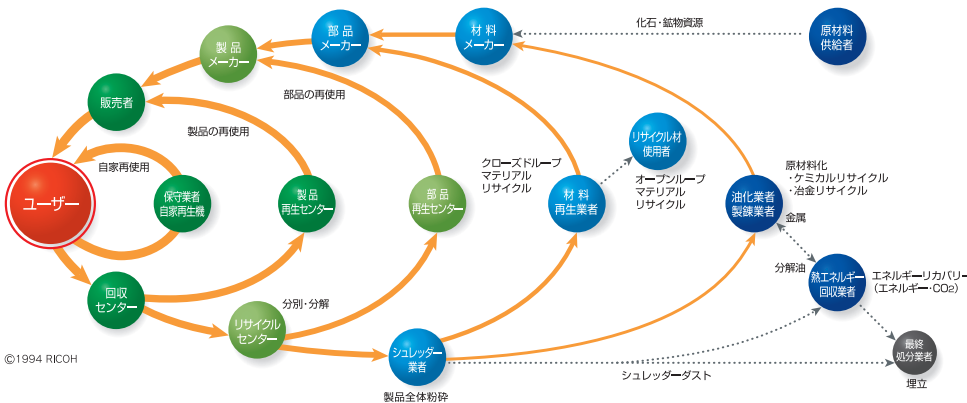 化石・鉱物資源
原材料
供給者
材 料
メーカー
部 品
メーカー
製 品
メーカー
販売者
部品の再使用
製品の再使用
自家再使用
ユーザー
保守業者
自家再生機
製 品
再生センター
部 品
再生センター
クローズドループ
マテリアル
リサイクル
材 料
再生業者
リサイクル材
使用者
オープンループ
マテリアル
リサイクル
原材料化
・ケミカルリサイクル
・冶金リサイクル
油化業者
製錬業者
金属
分解油
熱エネルギー
回収業者
エネルギーリカバリー
(エネルギー・CO2)
回収
センター
分別・分解
リサイクル
センター
シュレッダー
業者
製品全体粉砕
シュレッダーダスト
最終
処分業者
埋立
©1994 RICOH